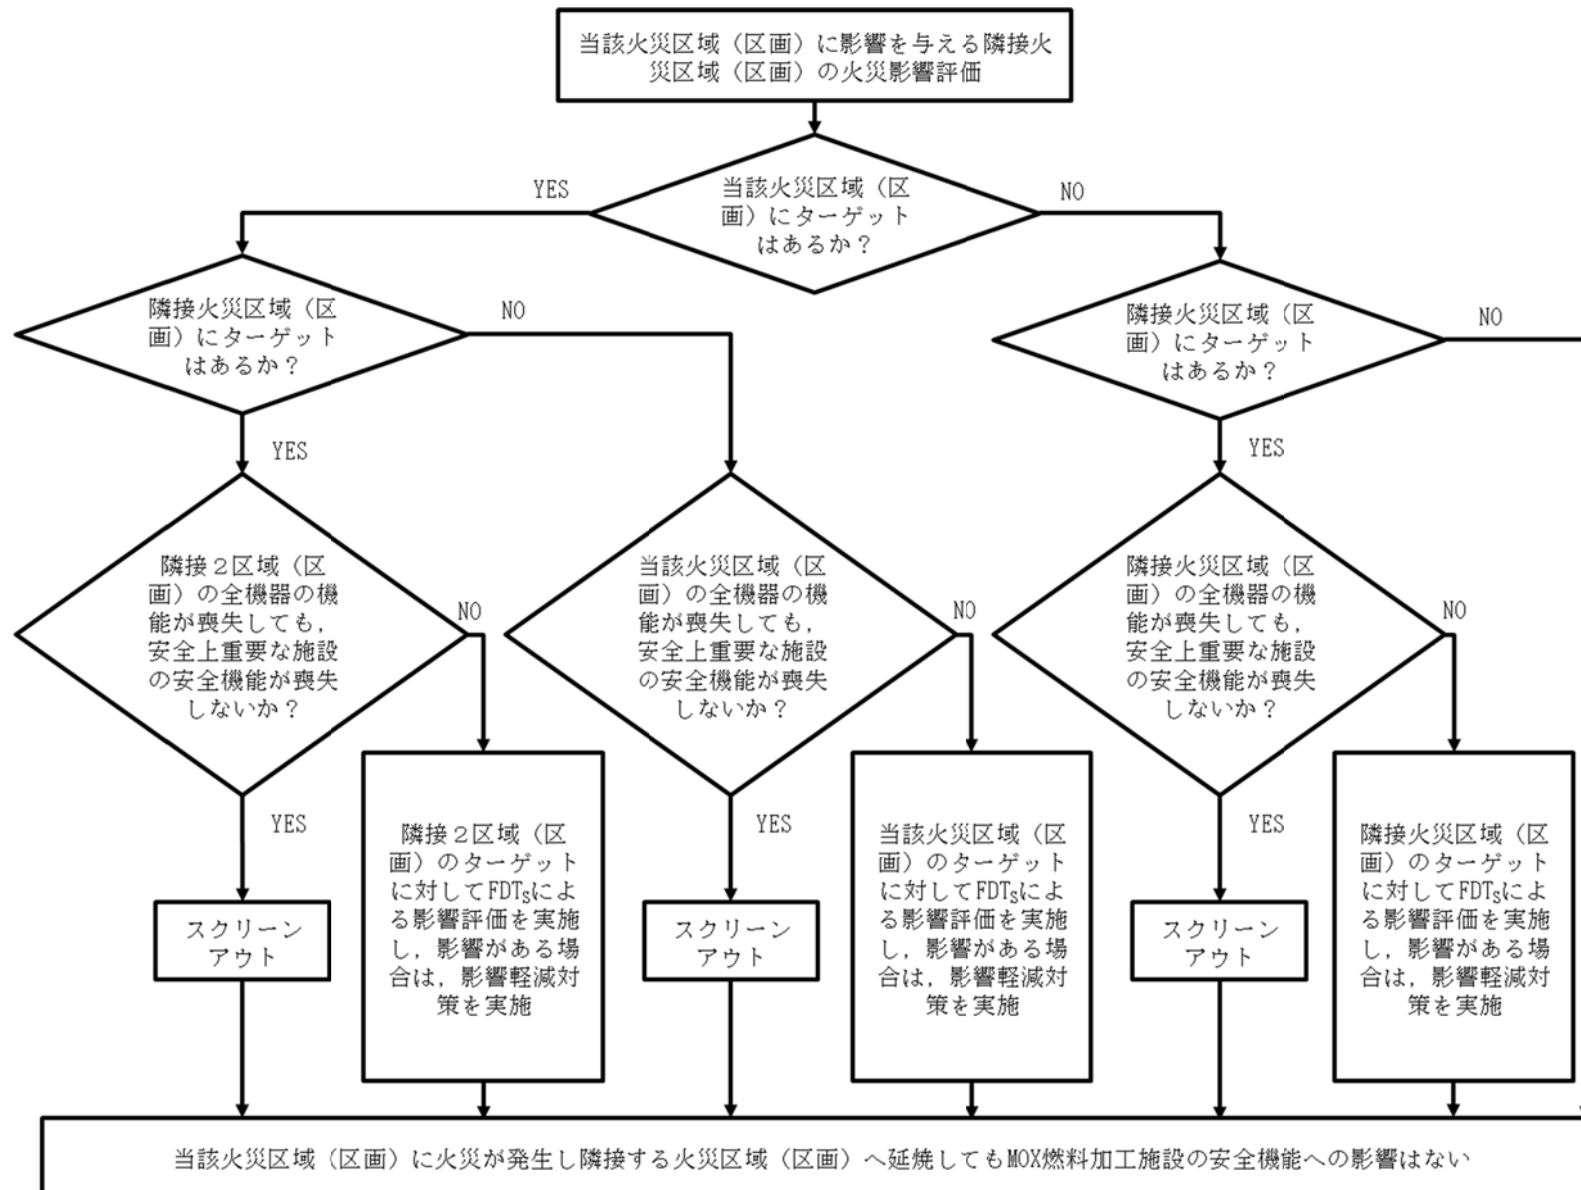 当該火災区域（区画）に影響を与える隣接火
災区域（区画）の火災影響評価
YES
当該火災区域（区
画）にターゲット
はあるか？
NO
隣接火災区域（区
画）にターゲット
はあるか？
NO
隣接火災区域（区
画）にターゲット
はあるか？
NO
YES
YES
隣接２区域（区
画）の全機器の機
能が喪失しても，
安全上重要な施設
の安全機能が喪失
しないか？
NO
当該火災区域（区
画）の全機器の機
能が喪失しても，
安全上重要な施設
の安全機能が喪失
しないか？
NO
隣接火災区域（区
画）の全機器の機
能が喪失しても，
安全上重要な施設
の安全機能が喪失
しないか？
NO
YES
隣接２区域（区
画）のターゲット
に対してFDTsによ
る影響評価を実施
し，影響がある場
合は，影響軽減対
策を実施
YES
当該火災区域（区
画）のターゲット
に対してFDTsによ
る影響評価を実施
し，影響がある場
合は，影響軽減対
策を実施
YES
隣接火災区域（区
画）のターゲット
に対してFDTsによ
る影響評価を実施
し，影響がある場
合は，影響軽減対
策を実施
スクリーン
アウト
スクリーン
アウト
スクリーン
アウト
当該火災区域（区画）に火災が発生し隣接する火災区域（区画）へ延焼してもMOX燃料加工施設の安全機能への影響はない